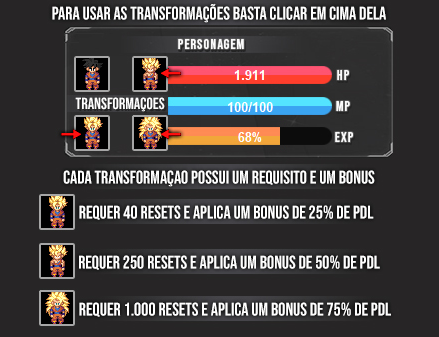 PARA USAR AS TRANSFORMAÇÕES BASTA CLICAR EM CIMA DELA
PERSONAGEM
1.911 HP
TRANSFORMAÇOES 100/100 MP
68% EXP
CADA TRANSFORMAÇAO POSSUI UM REQUISITO E UM BONUS
REQUER 40 RESETS E APLICA UM BONUS DE 25% DE PDL
REQUER 250 RESETS E APLICA UM BONUS DE 50% DE PDL
REQUER 1.000 RESETS E APLICA UM BONUS DE 75% DE PDL